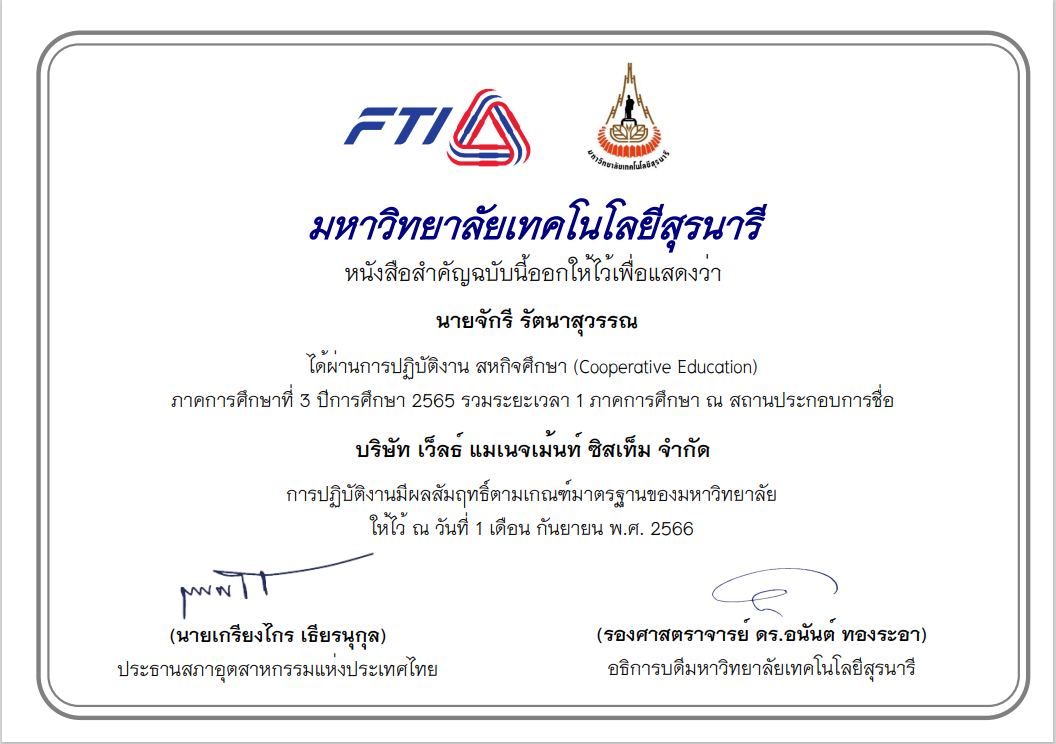 FTI
มหาวิทยาลัยเทคโนโลยีสุรนารี
มหาวิทยาลัยเทคโนโลยีสุรนารี
หนังสือสำคัญฉบับนี้ออกให้ไว้เพื่อแสดงว่า
นายจักรี รัตนาสุวรรณ
ได้ผ่านการปฏิบัติงาน สหกิจศึกษา (Cooperative Education)
ภาคการศึกษาที่ 3 ปีการศึกษา 2565 รวมระยะเวลา 1 ภาคการศึกษา ณ สถานประกอบการชื่อ
บริษัท เว็ลธ์ แมเนจเม้นท์ ซิสเท็ม จำกัด
การปฏิบัติงานมีผลสัมฤทธิ์ตามเกณฑ์มาตรฐานของมหาวิทยาลัย
ให้ไว้ ณ วันที่ 1 เดือน กันยายน พ.ศ. 2566
(นายเกรียงไกร เธียรนุกุล)
ประธานสภาอุตสาหกรรมแห่งประเทศไทย
(รองศาสตราจารย์ ดร.อนันต์ ทองระอา)
อธิการบดีมหาวิทยาลัยเทคโนโลยีสุรนารี